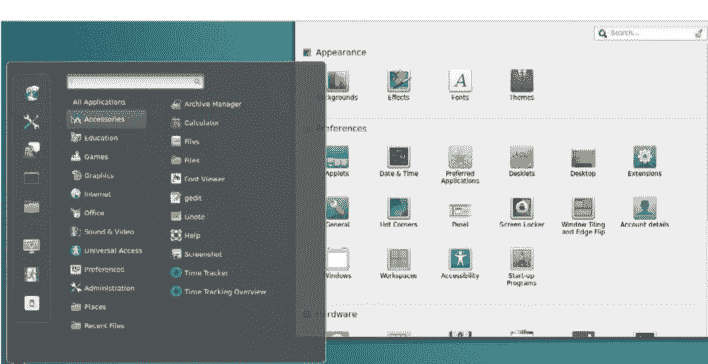 Search...
Appearance
Backgrounds
Effects
Fonts
Themes
All Applications
Accessories
Education
Games
Graphics
Internet
Office
Sound & Video
Universal Access
Preferences
Administration
Places
Recent Files
Archive Manager
Calculator
Files
Files
Font Viewer
gedit
Gnote
Help
Screenshot
Time Tracker
Time Tracking Overview
Preferences
Applets
Date & Time
Preferred
Applications
Desklets
Desktop
Extensions
General
Hot Corners
Panel
Screen Locker
Window Tiling
and Edge Flip
Account details
Windows
Workspaces
Accessibility
Start-up
Programs
Hardware